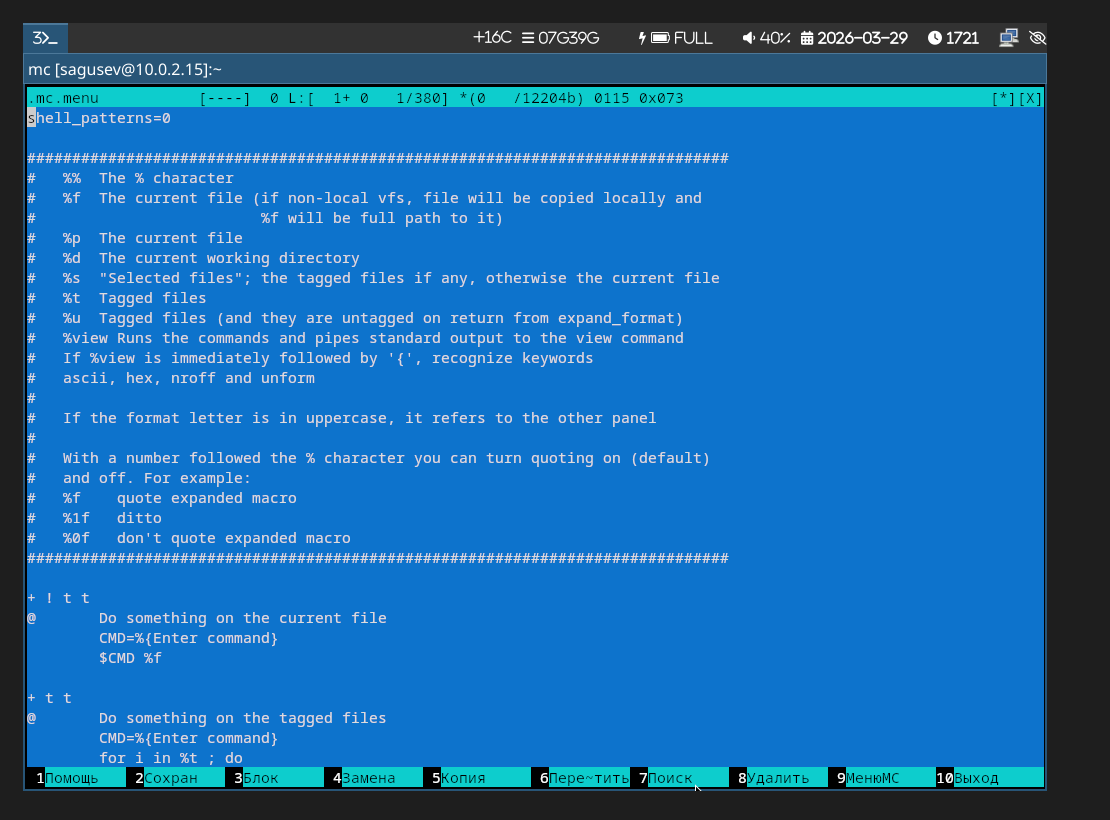 3>_ +16C 07G39G FULL 40% 2026-03-29 1721
mc [sagusev@10.0.2.15]:~
.mc.menu [----] 0 L:[ 1+ 0 1/380] *(0 /12204b) 0115 0x073 [*][X]
shell_patterns=0
##############################################################################
# %% The % character
# %f The current file (if non-local vfs, file will be copied locally and
# %f will be full path to it)
# %p The current file
# %d The current working directory
# %s "Selected files"; the tagged files if any, otherwise the current file
# %t Tagged files
# %u Tagged files (and they are untagged on return from expand_format)
# %view Runs the commands and pipes standard output to the view command
# If %view is immediately followed by '{', recognize keywords
# ascii, hex, nroff and unform
#
# If the format letter is in uppercase, it refers to the other panel
#
# With a number followed the % character you can turn quoting on (default)
# and off. For example:
# %f quote expanded macro
# %1f ditto
# %0f don't quote expanded macro
##############################################################################
+ ! t t
@ Do something on the current file
CMD=%{Enter command}
$CMD %f
+ t t
@ Do something on the tagged files
CMD=%{Enter command}
for i in %t ; do
1Помощь 2Сохран 3Блок 4Замена 5Копия 6Пере~тить 7Поиск 8Удалить 9МенюMC 10Выход